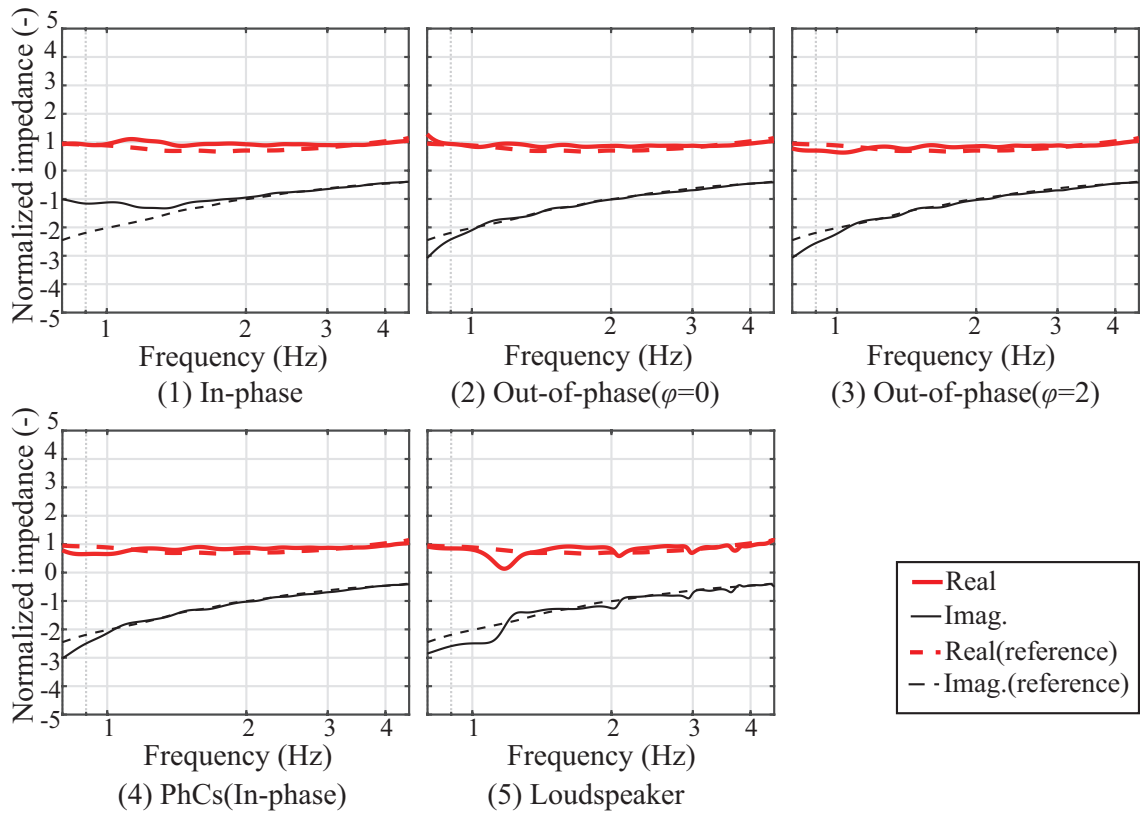 Normalized impedance (-)
5
4
3
2
1
0
-1
-2
-3
-4
-5
1 2 3 4
1 2 3 4
1 2 3 4
Frequency (Hz)
Frequency (Hz)
Frequency (Hz)
(1) In-phase
(2) Out-of-phase(φ=0)
(3) Out-of-phase(φ=2)
Normalized impedance (-)
5
4
3
2
1
0
-1
-2
-3
-4
-5
1 2 3 4
1 2 3 4
Frequency (Hz)
Frequency (Hz)
(4) PhCs(In-phase)
(5) Loudspeaker
Real
Imag.
Real(reference)
Imag.(reference)